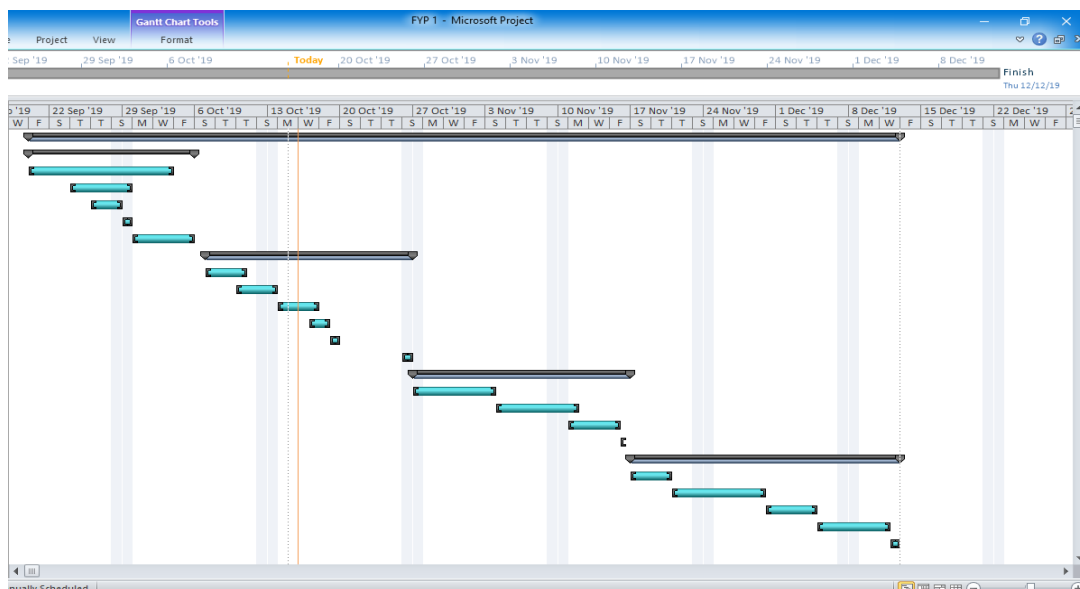 Gantt Chart Tools
FYP 1 - Microsoft Project
Project View Format
Sep '19 29 Sep '19 6 Oct '19 Today 20 Oct '19 27 Oct '19 3 Nov '19 10 Nov '19 17 Nov '19 24 Nov '19 1 Dec '19 8 Dec '19
Finish
Thu 12/12/19
'19 22 Sep '19 29 Sep '19 6 Oct '19 13 Oct '19 20 Oct '19 27 Oct '19 3 Nov '19 10 Nov '19 17 Nov '19 24 Nov '19 1 Dec '19 8 Dec '19 15 Dec '19 22 Dec '19
W F S T T S M W F S T T S M W F S T T S M W F S T T S M W F S T T S M W F S T T S M W F S T T S M W F
nually Scheduled